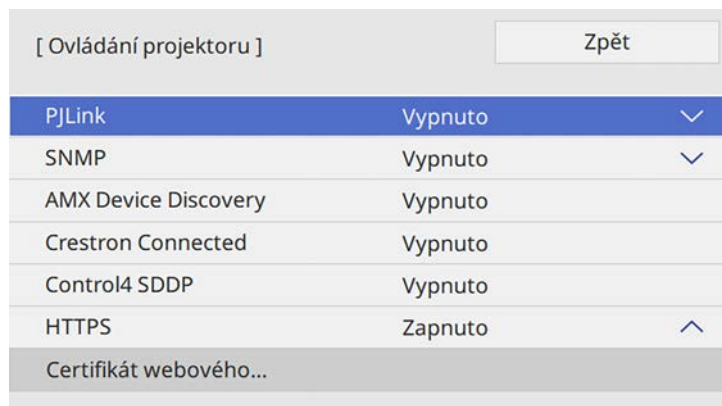 [ Ovládání projektoru ] Zpět
PJLink Vypnuto
SNMP Vypnuto
AMX Device Discovery Vypnuto
Crestron Connected Vypnuto
Control4 SDDP Vypnuto
HTTPS Zapnuto
Certifikát webového...